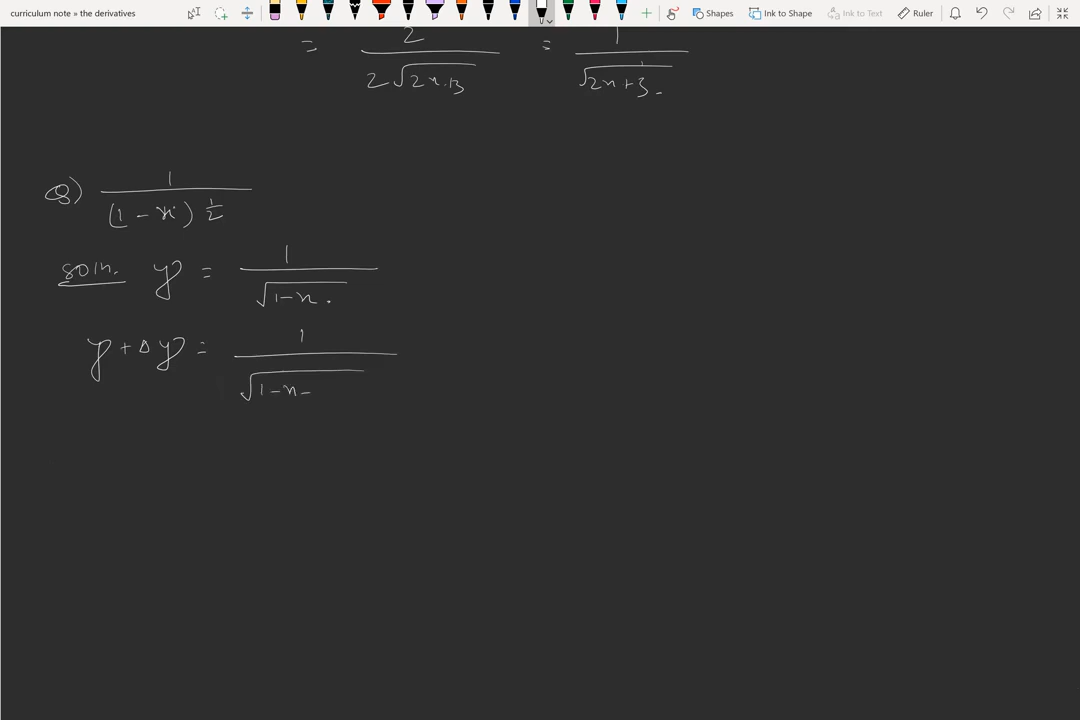 curriculum note » the derivatives Shapes Ink to Shape Ink to Text Ruler
= 2 / 2√2x+3 = 1 / √2x+3
Q) 1 / (1-x)^1/2
soln. y = 1 / √1-x
y + Δy = 1 / √1-x-